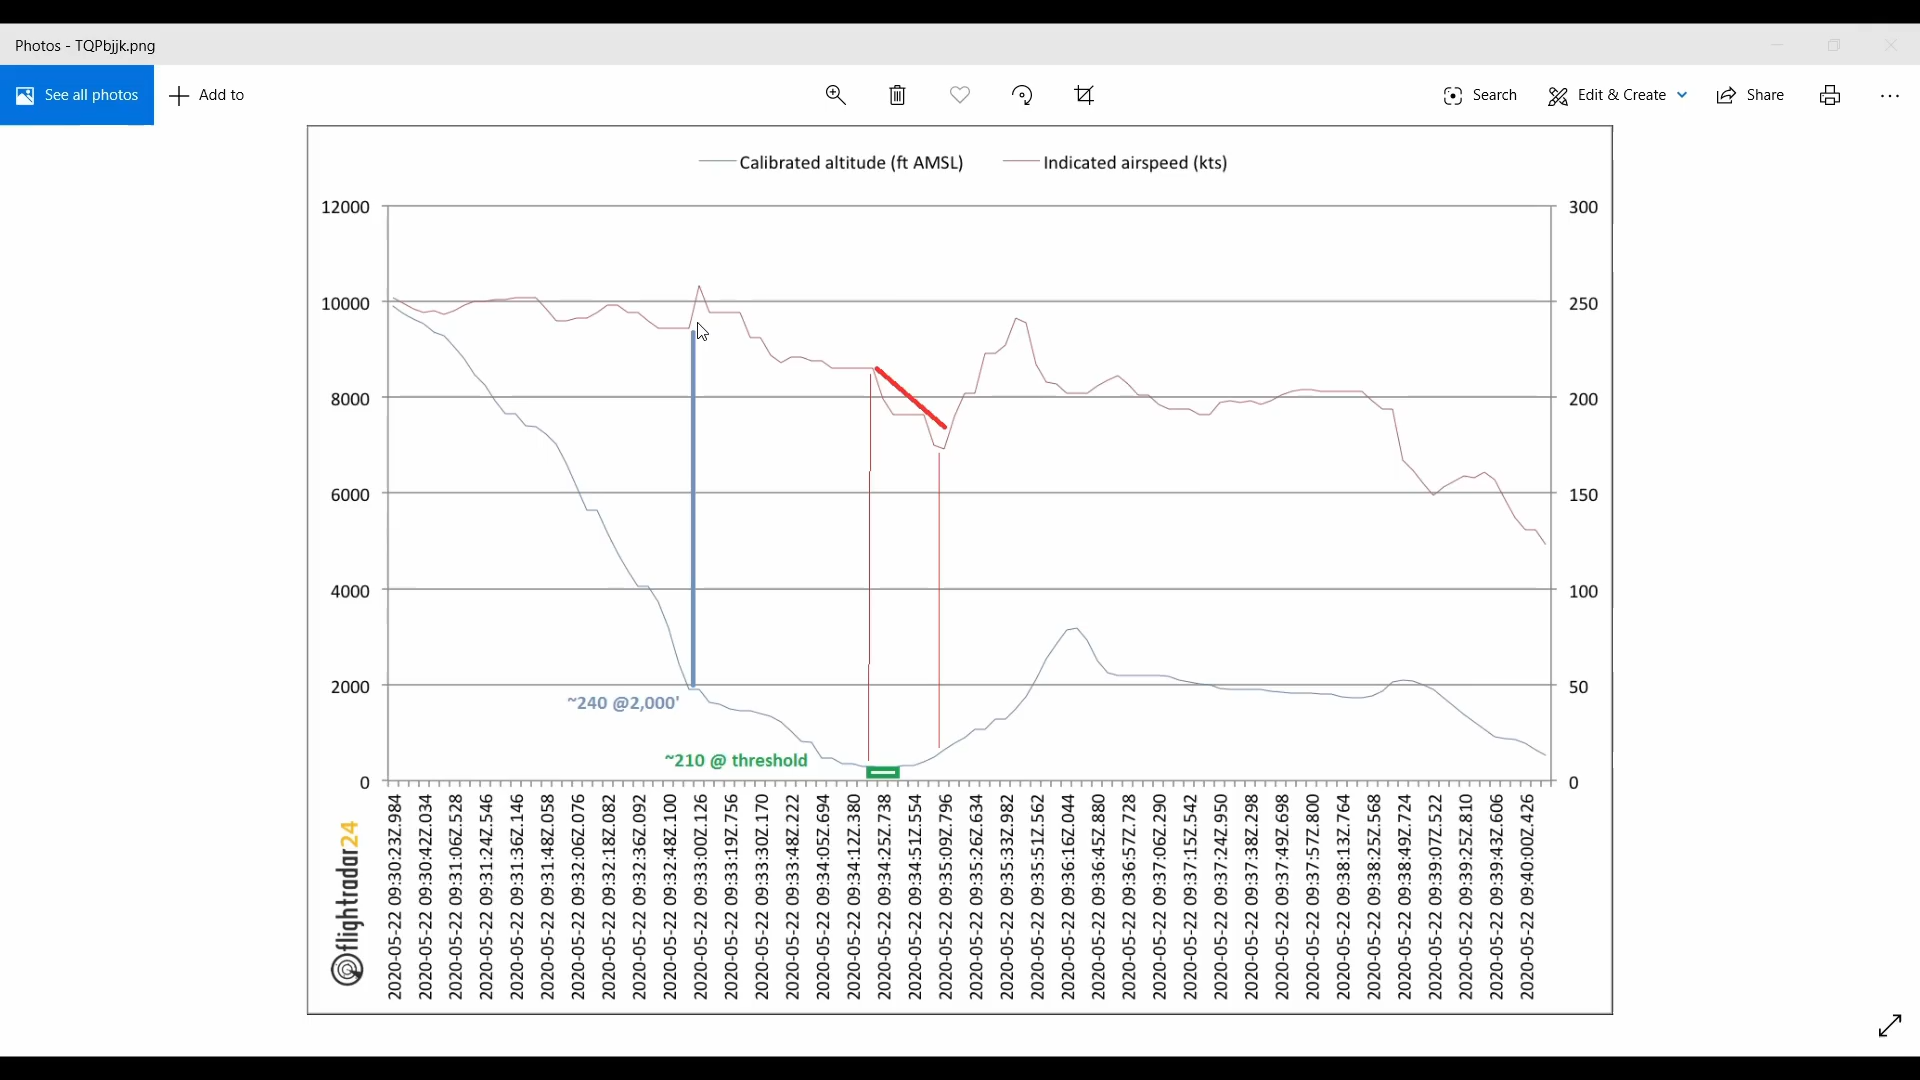 Photos - TQPbjjk.png
See all photos
Add to
Search
Edit & Create
Share
Calibrated altitude (ft AMSL)
Indicated airspeed (kts)
12000
10000
8000
6000
4000
2000
0
300
250
200
150
100
50
0
~240 @2,000'
~210 @ threshold
2020-05-22 09:30:23Z.984
2020-05-22 09:30:42Z.034
2020-05-22 09:31:06Z.528
2020-05-22 09:31:24Z.546
2020-05-22 09:31:36Z.146
2020-05-22 09:31:48Z.058
2020-05-22 09:32:06Z.076
2020-05-22 09:32:18Z.082
2020-05-22 09:32:36Z.092
2020-05-22 09:32:48Z.100
2020-05-22 09:33:00Z.126
2020-05-22 09:33:19Z.756
2020-05-22 09:33:30Z.170
2020-05-22 09:33:48Z.222
2020-05-22 09:34:05Z.694
2020-05-22 09:34:12Z.380
2020-05-22 09:34:25Z.738
2020-05-22 09:34:51Z.554
2020-05-22 09:35:09Z.796
2020-05-22 09:35:26Z.634
2020-05-22 09:35:33Z.982
2020-05-22 09:35:51Z.562
2020-05-22 09:36:16Z.044
2020-05-22 09:36:45Z.880
2020-05-22 09:36:57Z.728
2020-05-22 09:37:06Z.290
2020-05-22 09:37:15Z.542
2020-05-22 09:37:24Z.950
2020-05-22 09:37:38Z.298
2020-05-22 09:37:49Z.698
2020-05-22 09:37:57Z.800
2020-05-22 09:38:13Z.764
2020-05-22 09:38:25Z.568
2020-05-22 09:38:49Z.724
2020-05-22 09:39:07Z.522
2020-05-22 09:39:25Z.810
2020-05-22 09:39:43Z.606
2020-05-22 09:40:00Z.426
flightradar24